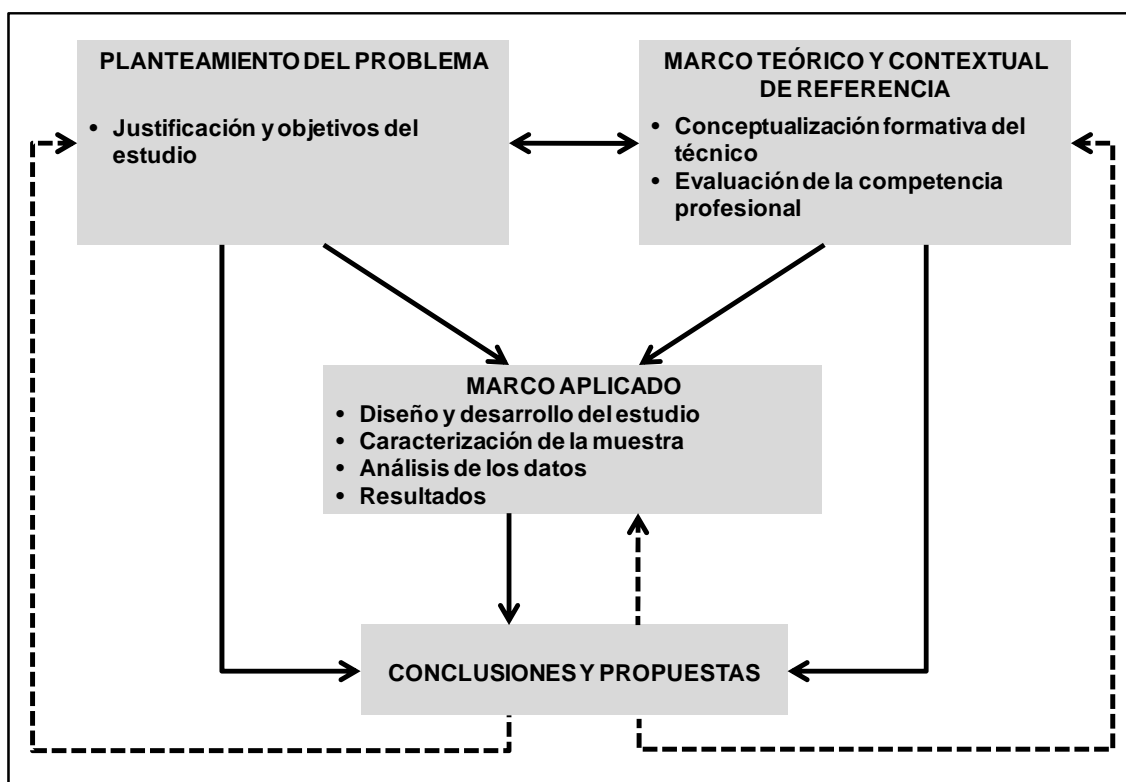 PLANTEAMIENTO DEL PROBLEMA
• Justificación y objetivos del
estudio
MARCO TEÓRICO Y CONTEXTUAL
DE REFERENCIA
• Conceptualización formativa del
técnico
• Evaluación de la competencia
profesional
MARCO APLICADO
• Diseño y desarrollo del estudio
• Caracterización de la muestra
• Análisis de los datos
• Resultados
CONCLUSIONES Y PROPUESTAS